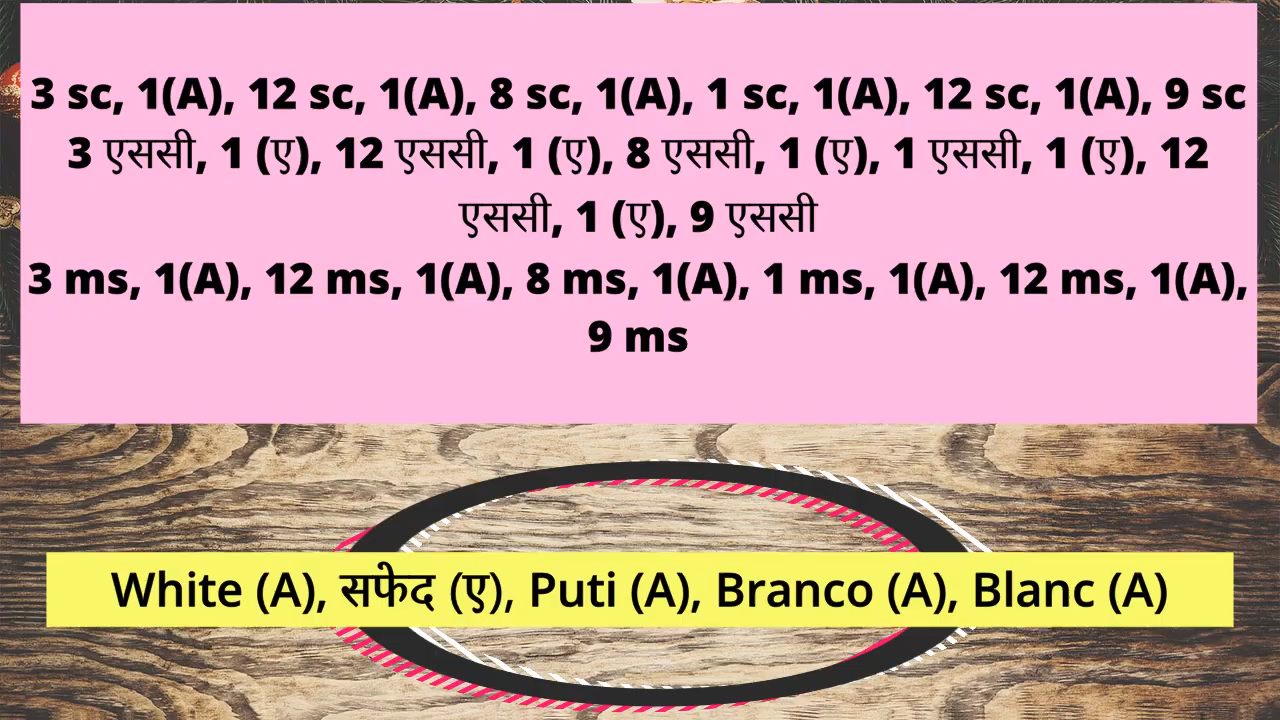 3 sc, 1(A), 12 sc, 1(A), 8 sc, 1(A), 1 sc, 1(A), 12 sc, 1(A), 9 sc
3 एससी, 1 (ए), 12 एससी, 1 (ए), 8 एससी, 1 (ए), 1 एससी, 1 (ए), 12
एससी, 1 (ए), 9 एससी
3 ms, 1(A), 12 ms, 1(A), 8 ms, 1(A), 1 ms, 1(A), 12 ms, 1(A),
9 ms
White (A), सफेद (ए), Puti (A), Branco (A), Blanc (A)